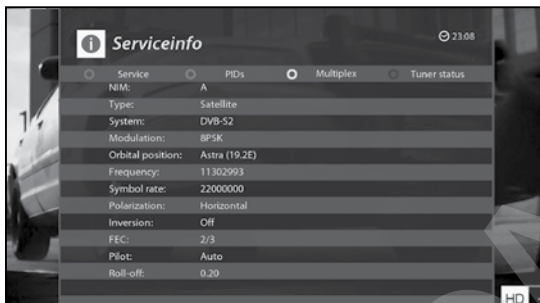 i Serviceinfo 23:08
Service PIDs Multiplex Tuner status
NIM: A
Type: Satellite
System: DVB-S2
Modulation: 8PSK
Orbital position: Astra (19.2E)
Frequency: 11302993
Symbol rate: 22000000
Polarization: Horizontal
Inversion: Off
FEC: 2/3
Pilot: Auto
Roll-off: 0.20
HD